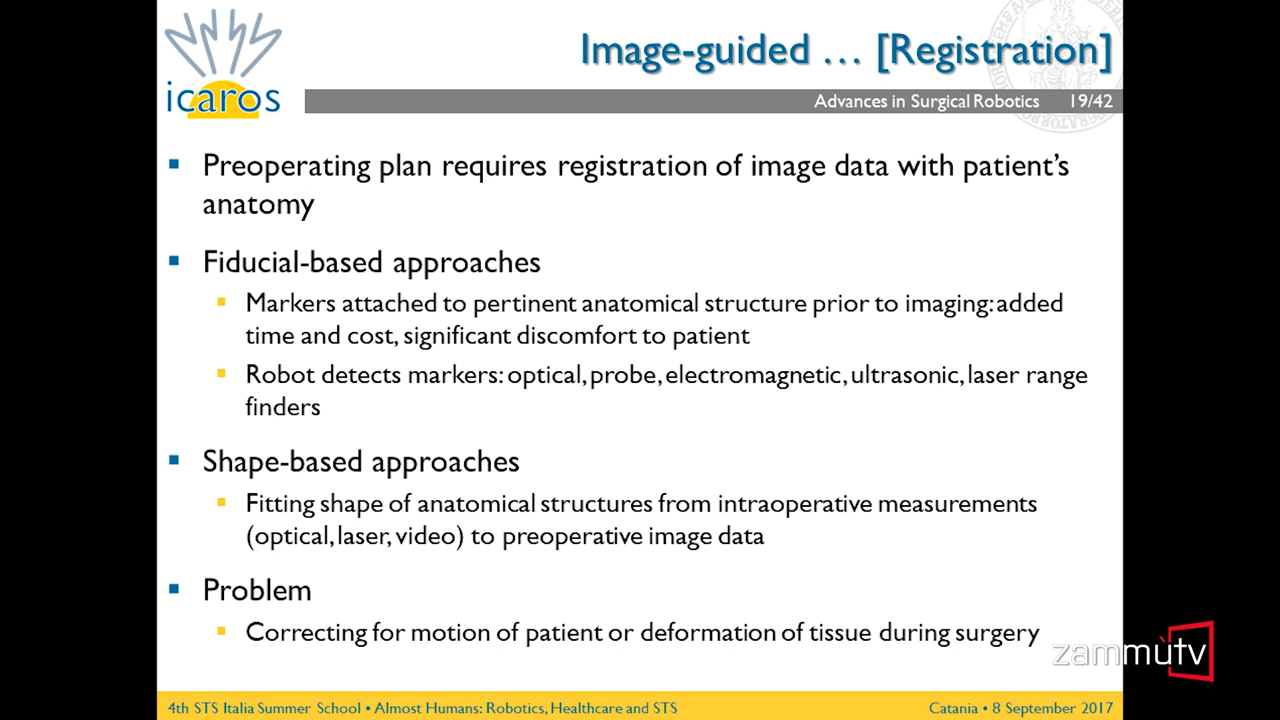 icaros
Image-guided … [Registration]
Advances in Surgical Robotics 19/42
▪ Preoperating plan requires registration of image data with patient’s
anatomy
▪ Fiducial-based approaches
▪ Markers attached to pertinent anatomical structure prior to imaging: added
time and cost, significant discomfort to patient
▪ Robot detects markers: optical, probe, electromagnetic, ultrasonic, laser range
finders
▪ Shape-based approaches
▪ Fitting shape of anatomical structures from intraoperative measurements
(optical, laser, video) to preoperative image data
▪ Problem
▪ Correcting for motion of patient or deformation of tissue during surgery
zammùtv
4th STS Italia Summer School • Almost Humans: Robotics, Healthcare and STS
Catania • 8 September 2017